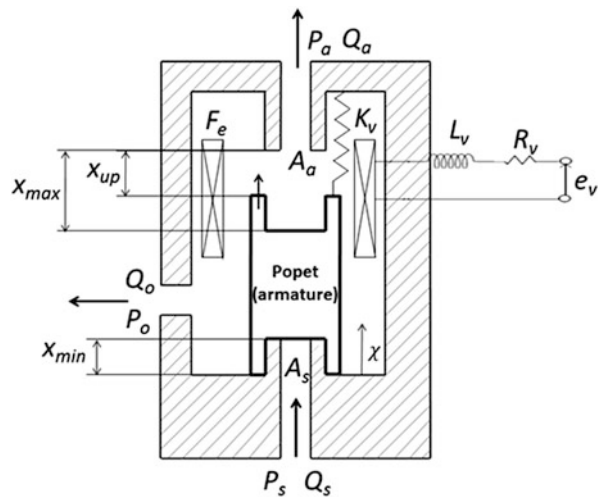 P_a Q_a
F_e
K_v
L_v
R_v
A_a
x_up
x_max
e_v
Popet
(armature)
Q_o
P_o
x_min
χ
A_s
P_s Q_s